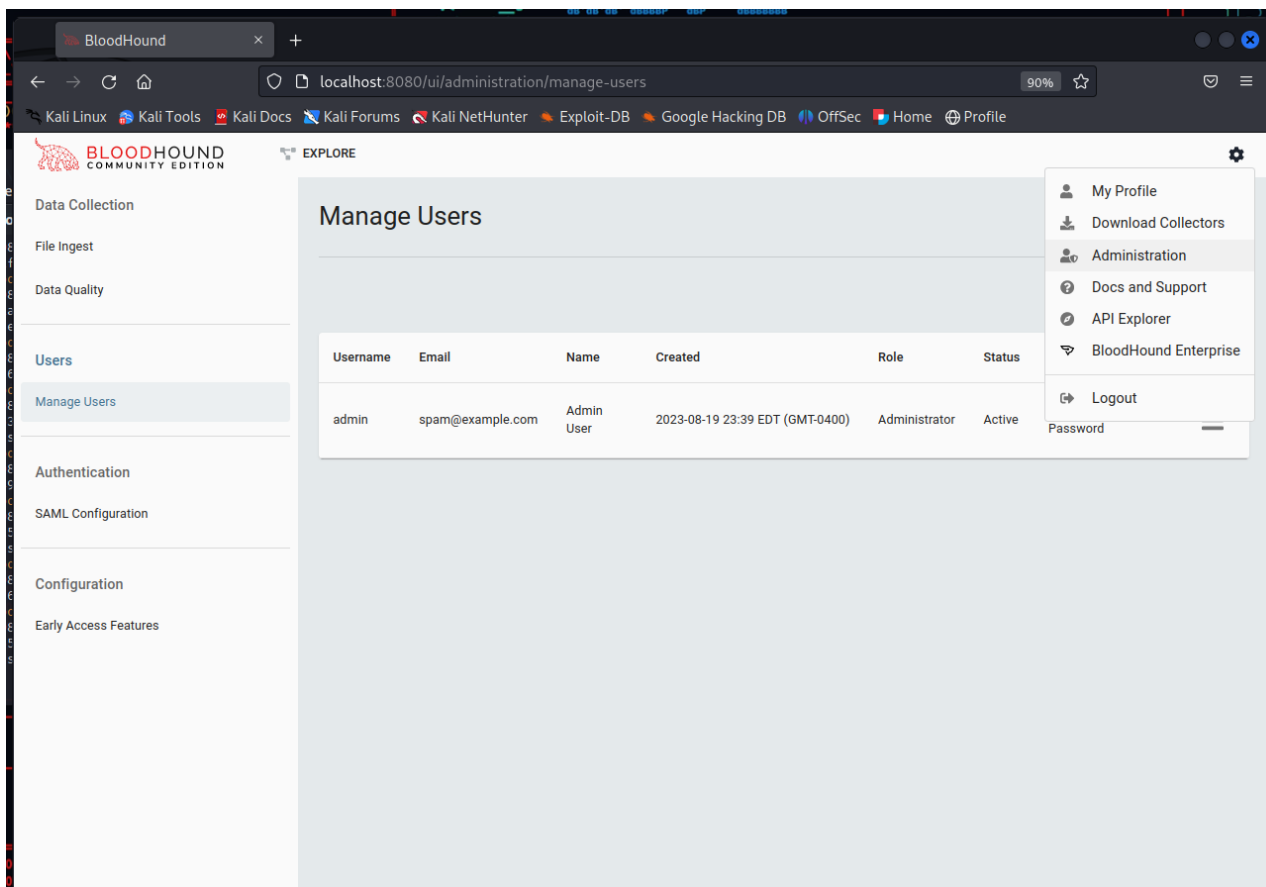 BloodHound
localhost:8080/ui/administration/manage-users
90%
Kali Linux Kali Tools Kali Docs Kali Forums Kali NetHunter Exploit-DB Google Hacking DB OffSec Home Profile
BLOODHOUND
COMMUNITY EDITION
EXPLORE
Data Collection
File Ingest
Data Quality
Users
Manage Users
Authentication
SAML Configuration
Configuration
Early Access Features
Manage Users
Username Email Name Created Role Status
admin spam@example.com Admin User 2023-08-19 23:39 EDT (GMT-0400) Administrator Active Password
My Profile
Download Collectors
Administration
Docs and Support
API Explorer
BloodHound Enterprise
Logout